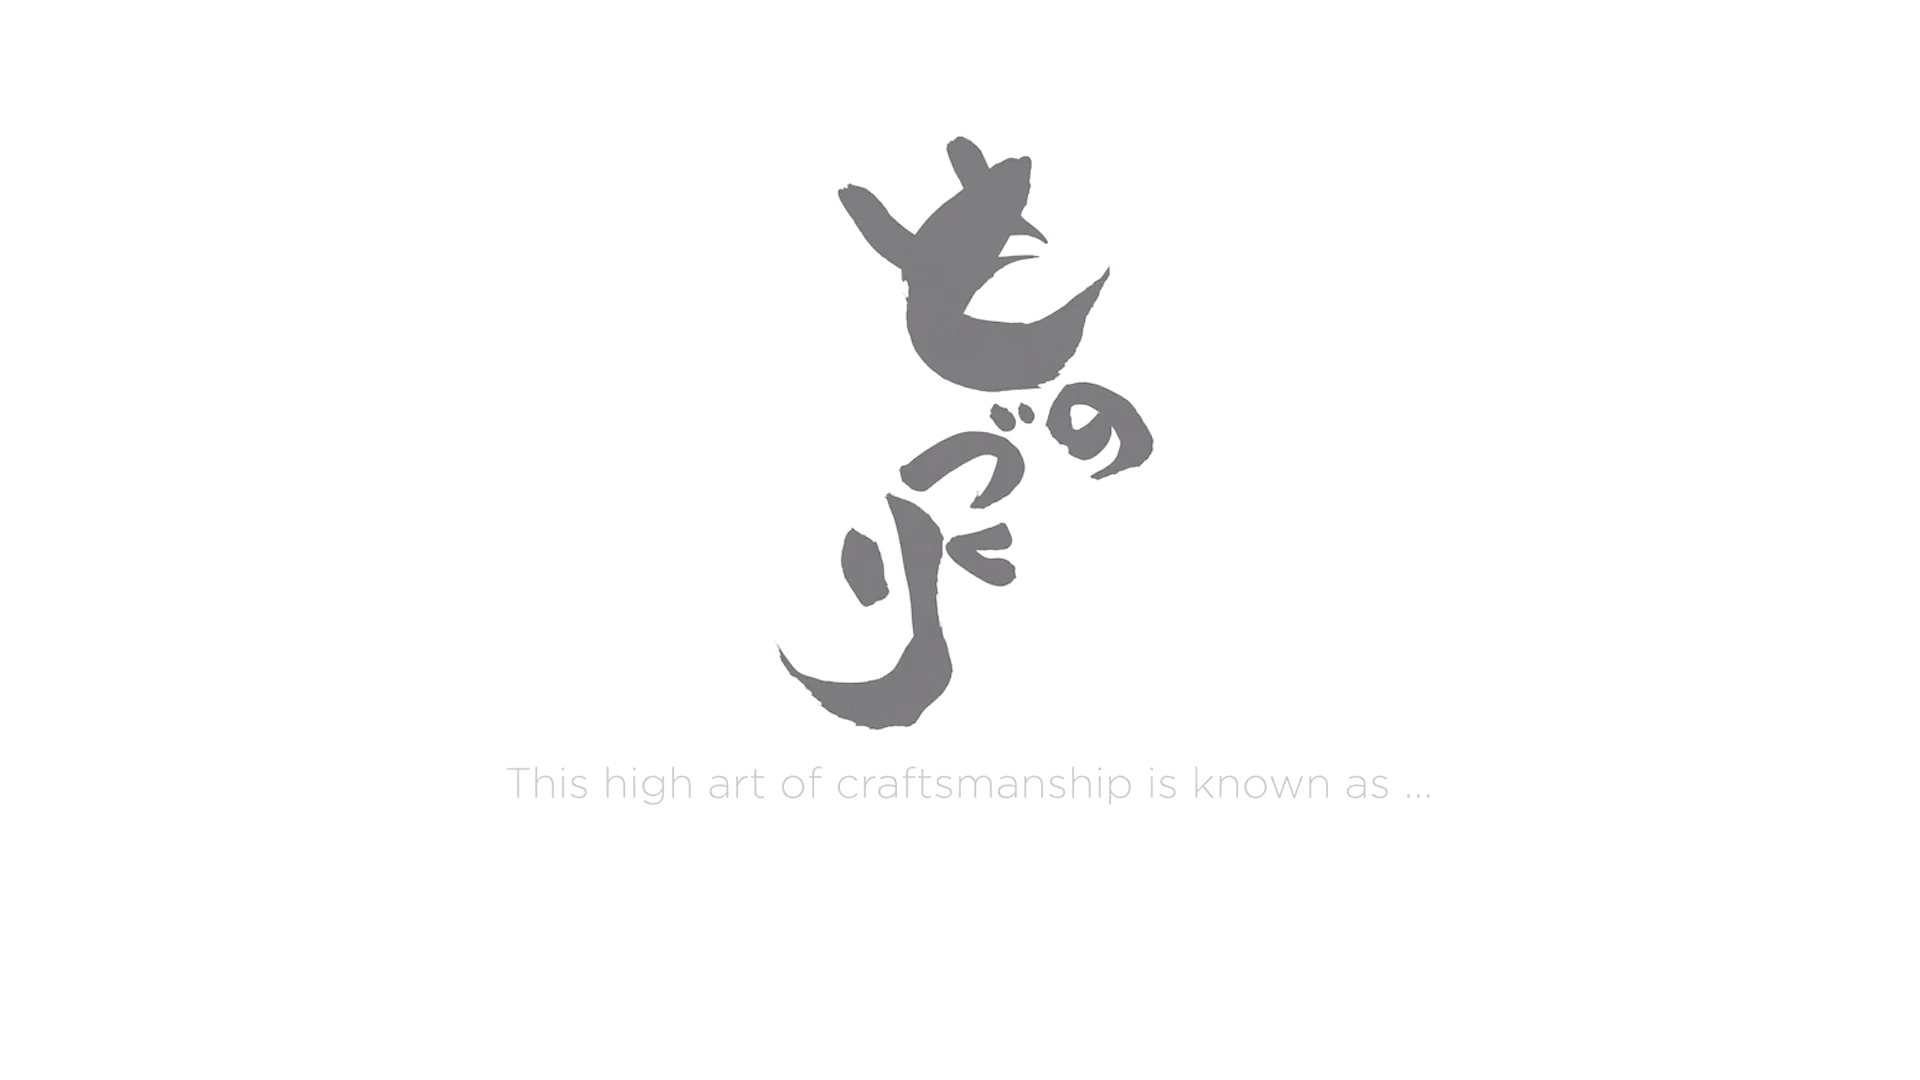 ものづくり
This high art of craftsmanship is known as ...